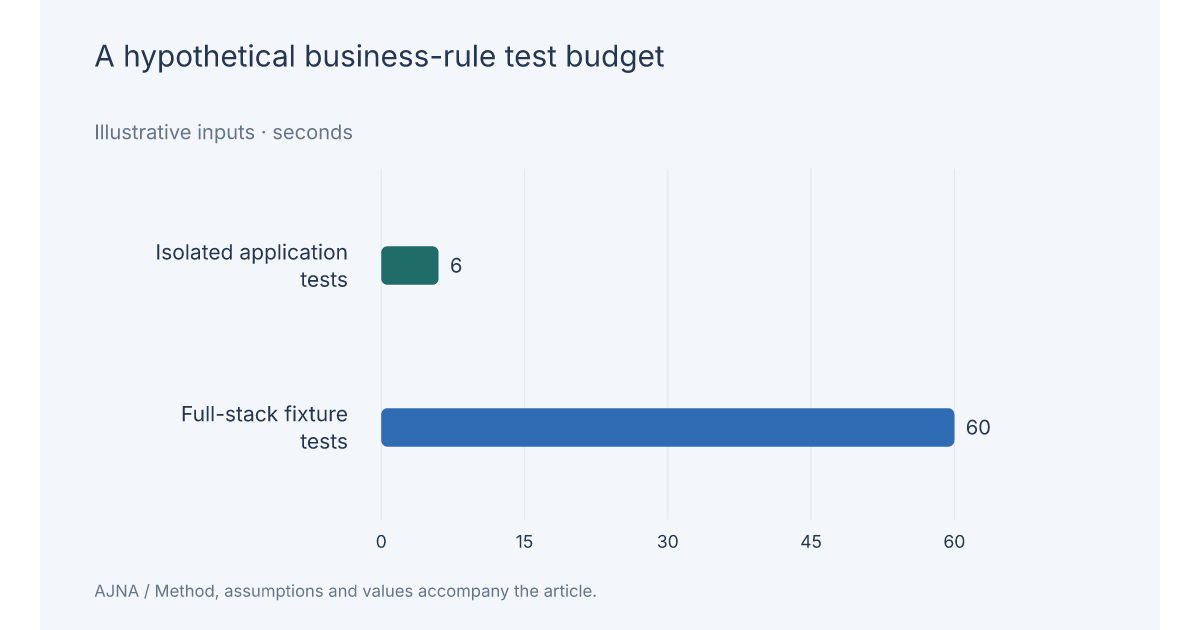 A hypothetical business-rule test budget
Illustrative inputs · seconds
Isolated application
tests
6
Full-stack fixture
tests
60
0 15 30 45 60
AJNA / Method, assumptions and values accompany the article.